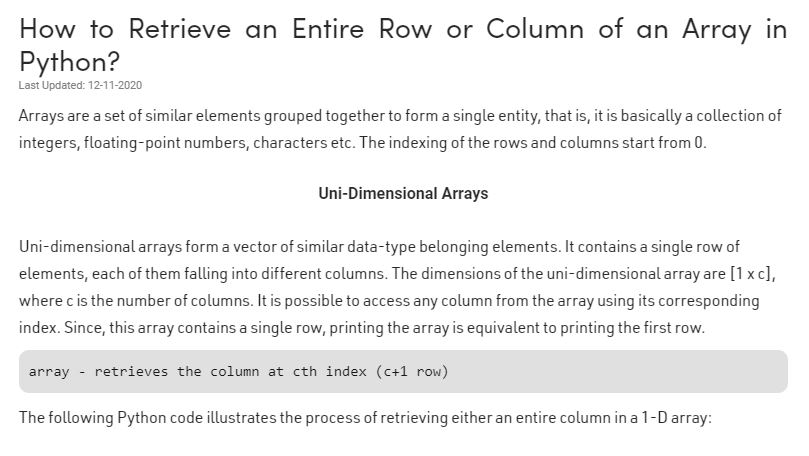 How to Retrieve an Entire Row or Column of an Array in
Python?
Last Updated: 12-11-2020
Arrays are a set of similar elements grouped together to form a single entity, that is, it is basically a collection of
integers, floating-point numbers, characters etc. The indexing of the rows and columns start from 0.
Uni-Dimensional Arrays
Uni-dimensional arrays form a vector of similar data-type belonging elements. It contains a single row of
elements, each of them falling into different columns. The dimensions of the uni-dimensional array are [1 x c],
where c is the number of columns. It is possible to access any column from the array using its corresponding
index. Since, this array contains a single row, printing the array is equivalent to printing the first row.
array - retrieves the column at cth index (c+1 row)
The following Python code illustrates the process of retrieving either an entire column in a 1-D array: